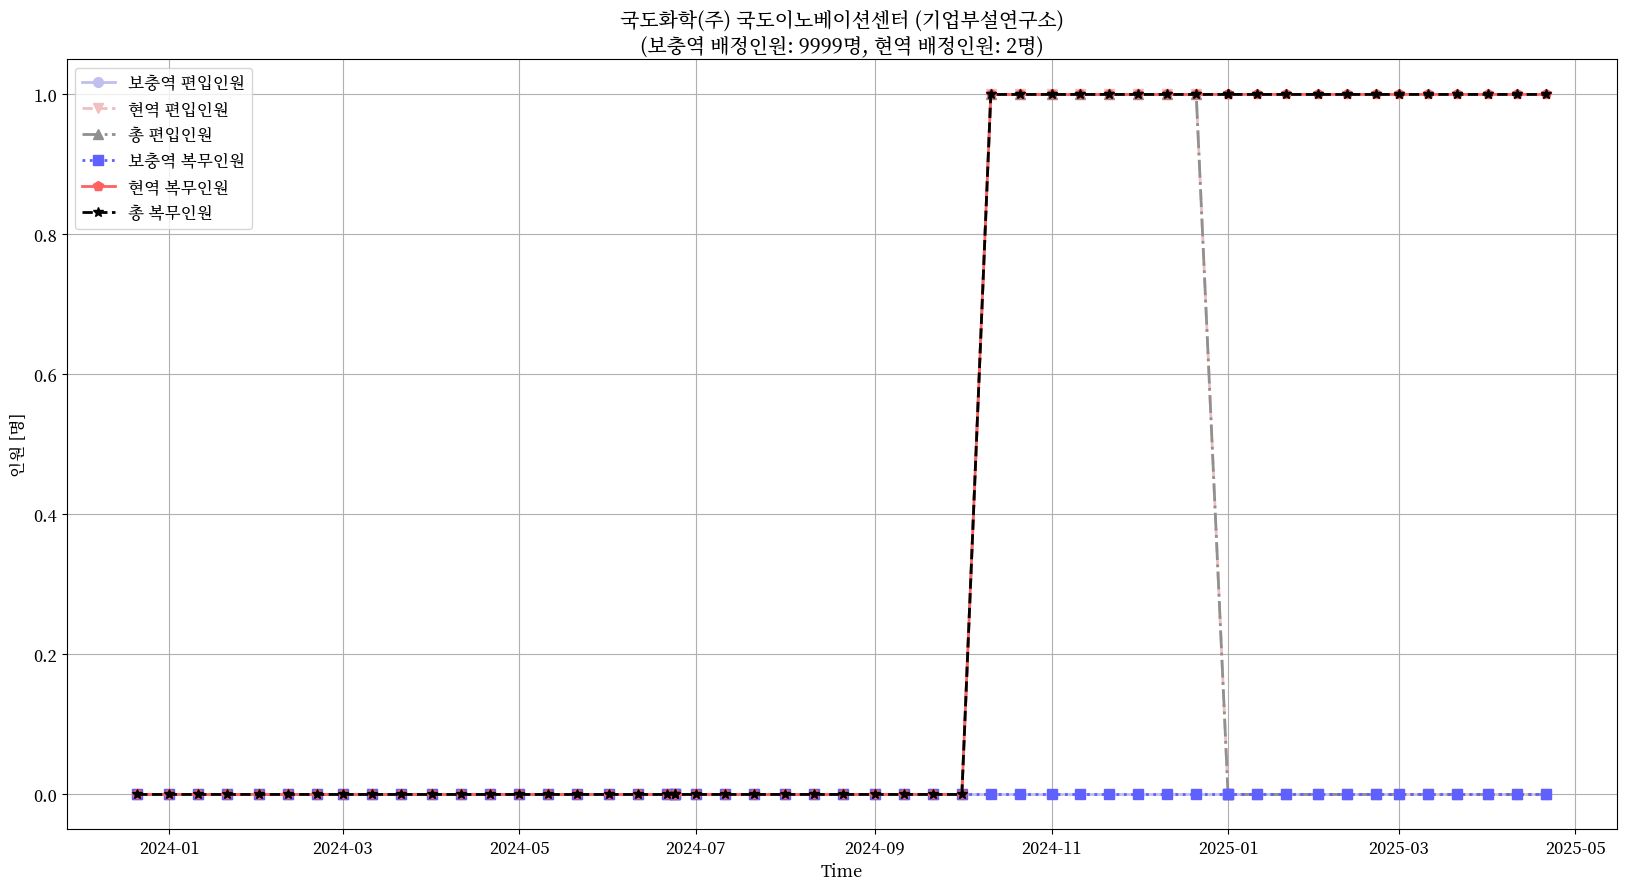 국도화학(주) 국도이노베이션센터 (기업부설연구소)
(보충역 배정인원: 9999명, 현역 배정인원: 2명)
보충역 편입인원
현역 편입인원
총 편입인원
보충역 복무인원
현역 복무인원
총 복무인원
1.0
0.8
0.6
0.4
0.2
0.0
인원 [명]
2024-01
2024-03
2024-05
2024-07
2024-09
2024-11
2025-01
2025-03
2025-05
Time